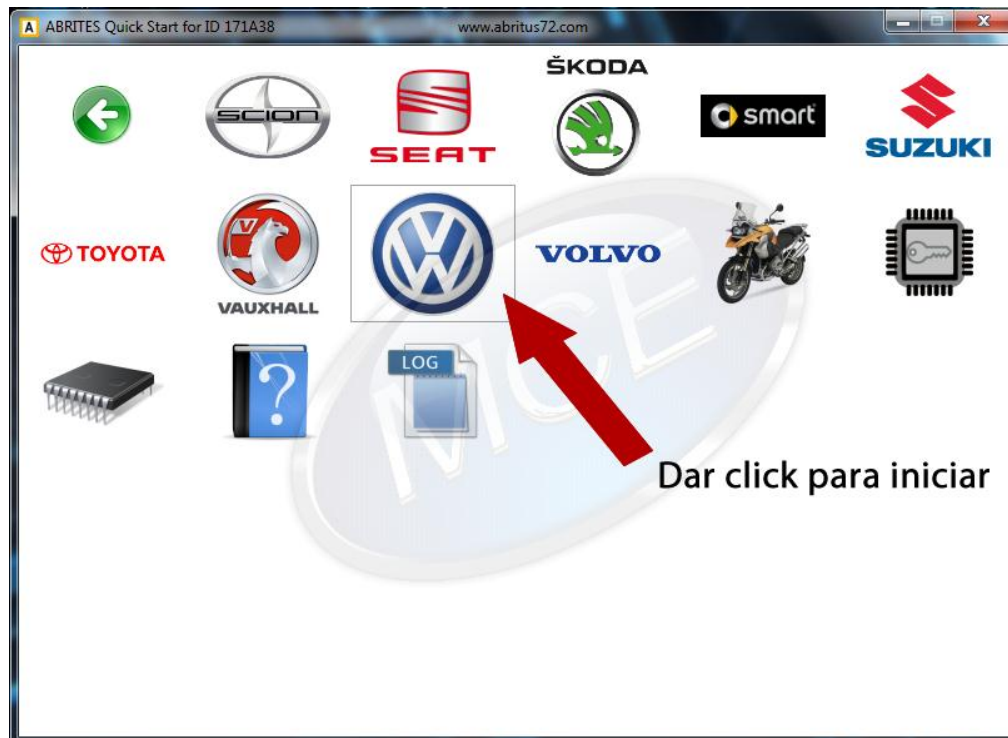 ABRITES Quick Start for ID 171A38 www.abritus72.com
SCION
SEAT
ŠKODA
smart
SUZUKI
TOYOTA
V
VAUXHALL
VW
VOLVO
?
LOG
MCE
Dar click para iniciar